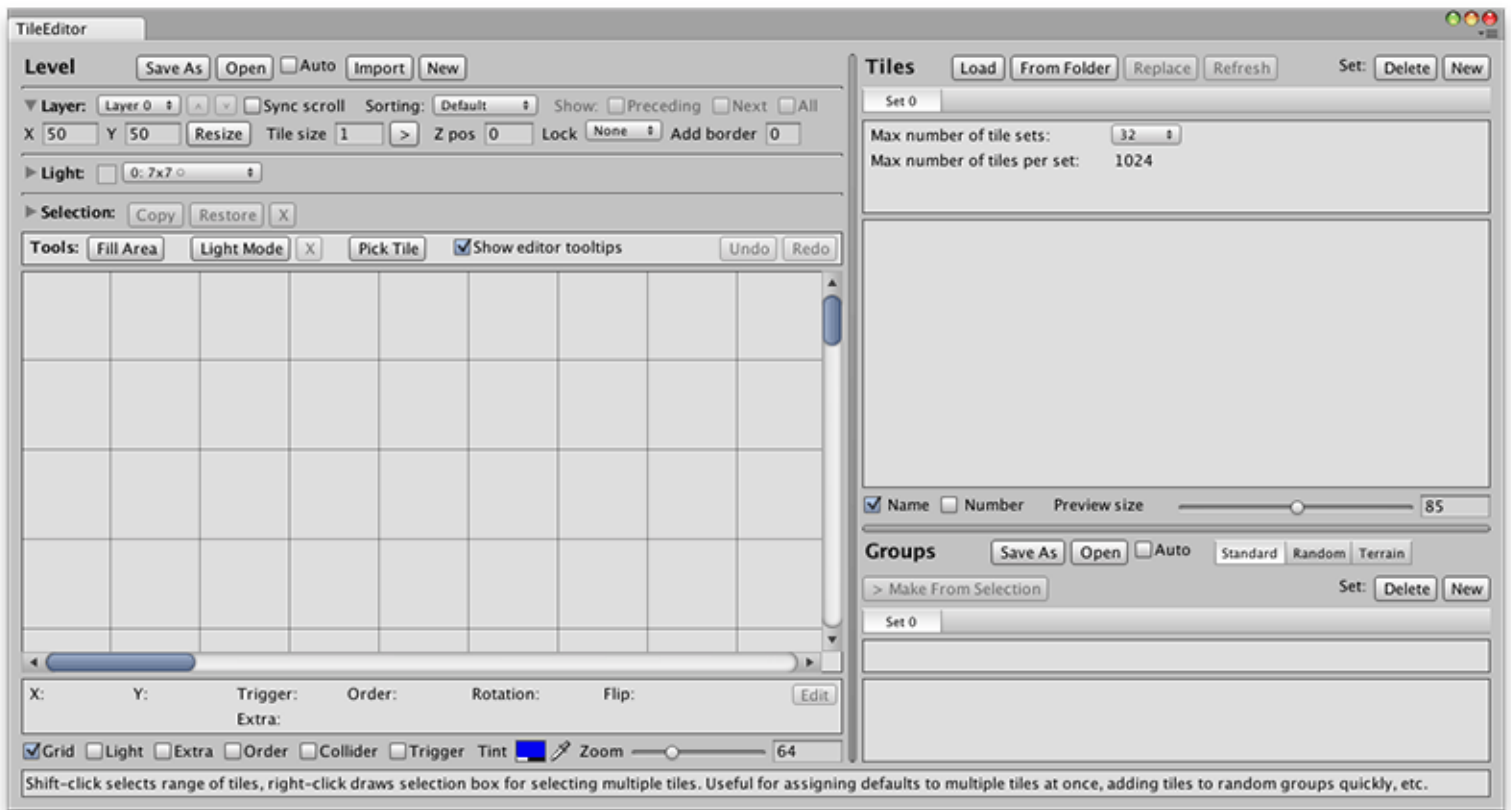 TileEditor
Level Save As Open Auto Import New
Layer: Layer 0 Sync scroll Sorting: Default Show: Preceding Next All
X 50 Y 50 Resize Tile size 1 > Z pos 0 Lock None Add border 0
Light: 0: 7x7 ○
Selection: Copy Restore X
Tools: Fill Area Light Mode X Pick Tile Show editor tooltips Undo Redo
X: Y: Trigger: Order: Rotation: Flip: Edit
Extra:
Grid Light Extra Order Collider Trigger Tint Zoom 64
Tiles Load From Folder Replace Refresh Set: Delete New
Set 0
Max number of tile sets: 32
Max number of tiles per set: 1024
Name Number Preview size 85
Groups Save As Open Auto Standard Random Terrain
> Make From Selection Set: Delete New
Set 0
Shift-click selects range of tiles, right-click draws selection box for selecting multiple tiles. Useful for assigning defaults to multiple tiles at once, adding tiles to random groups quickly, etc.